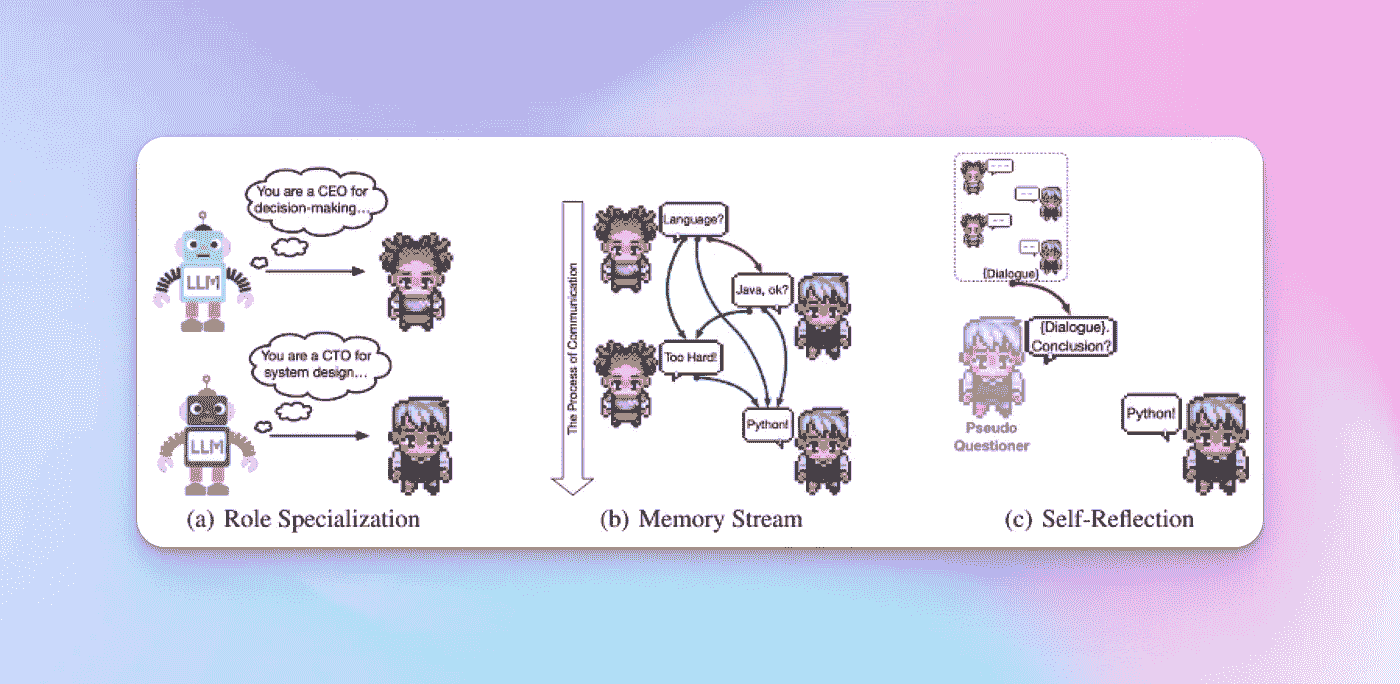 You are a CEO for
decision-making...
LLM
You are a CTO for
system design...
LLM
(a) Role Specialization
The Process of Communication
Language?
Java, ok?
Too Hard!
Python!
(b) Memory Stream
{Dialogue}
{Dialogue}.
Conclusion?
Pseudo
Questioner
Python!
(c) Self-Reflection